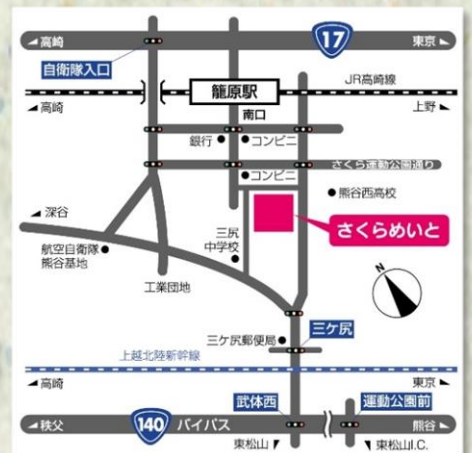 ◄高崎
17
東京►
自衛隊入口
JR高崎線
籠原駅
◄高崎
上野►
南口
銀行
コンビニ
さくら運動公園通り
コンビニ
熊谷西高校
◄深谷
さくらめいと
三尻
中学校
航空自衛隊
熊谷基地
N
工業団地
三ケ尻
三ケ尻郵便局
上越北陸新幹線
◄高崎
東京►
武体西
運動公園前
◄秩父
140
バイパス
熊谷►
東松山
東松山I.C.